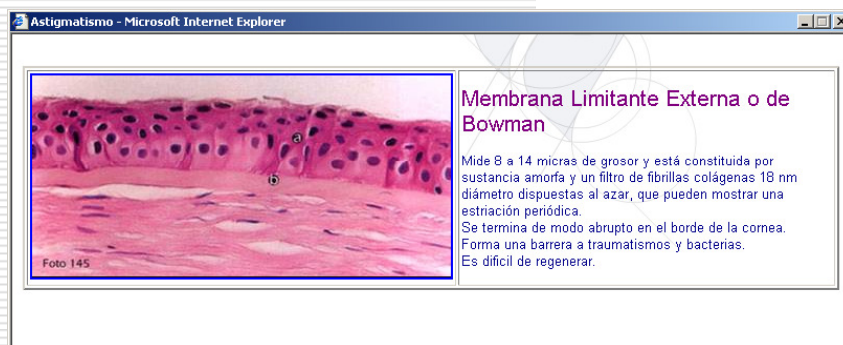 Astigmatismo - Microsoft Internet Explorer
a
b
Foto 145
Membrana Limitante Externa o de
Bowman
Mide 8 a 14 micras de grosor y está constituida por
sustancia amorfa y un filtro de fibrillas colágenas 18 nm
diámetro dispuestas al azar, que pueden mostrar una
estriación periódica.
Se termina de modo abrupto en el borde de la cornea.
Forma una barrera a traumatismos y bacterias.
Es dificil de regenerar.